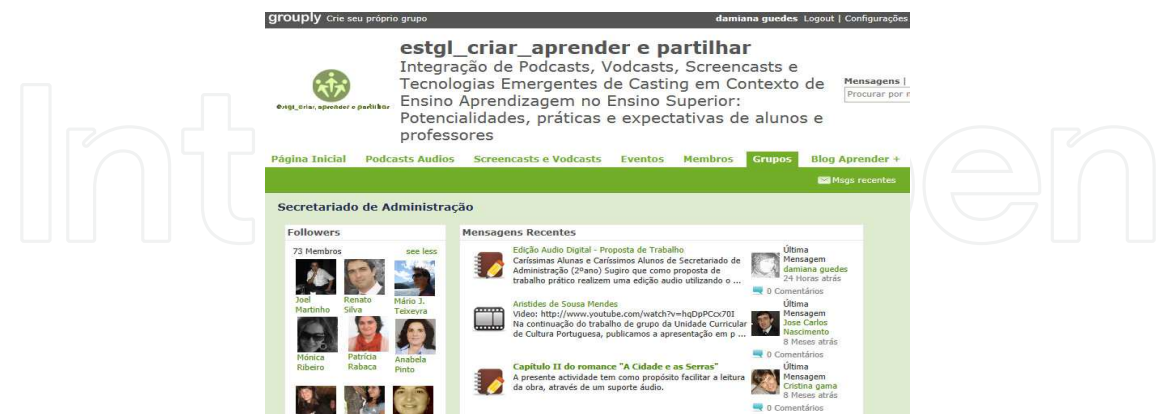 grouply Crie seu próprio grupo
damiana guedes Logout | Configurações
estgl_criar_aprender e partilhar
Integração de Podcasts, Vodcasts, Screencasts e
Tecnologias Emergentes de Casting em Contexto de
Ensino Aprendizagem no Ensino Superior:
Potencialidades, práticas e expectativas de alunos e
professores
estgl_criar, aprender e partilhar
Mensagens |
Procurar por
Página Inicial Podcasts Audios Screencasts e Vodcasts Eventos Membros Grupos Blog Aprender +
Msgs recentes
Secretariado de Administração
Followers
73 Membros see less
Joel
Martinho
Renato
Silva
Mário J.
Teixeyra
Mónica
Ribeiro
Patrícia
Rabaca
Anabela
Pinto
Mensagens Recentes
Edição Audio Digital - Proposta de Trabalho
Caríssimas Alunas e Caríssimos Alunos de Secretariado de
Administração (2ºano) Sugiro que como proposta de
trabalho prático realizem uma edição audio utilizando o ...
Última
Mensagem
damiana guedes
24 Horas atrás
0 Comentários
Aristides de Sousa Mendes
Video: http://www.youtube.com/watch?v=hqDpPCcx70I
Na continuação do trabalho de grupo da Unidade Curricular
de Cultura Portuguesa, publicamos a apresentação em p ...
Última
Mensagem
Jose Carlos
Nascimento
8 Meses atrás
0 Comentários
Capítulo II do romance "A Cidade e as Serras"
A presente actividade tem como propósito facilitar a leitura
da obra, através de um suporte áudio.
Última
Mensagem
Cristina gama
8 Meses atrás
0 Comentários